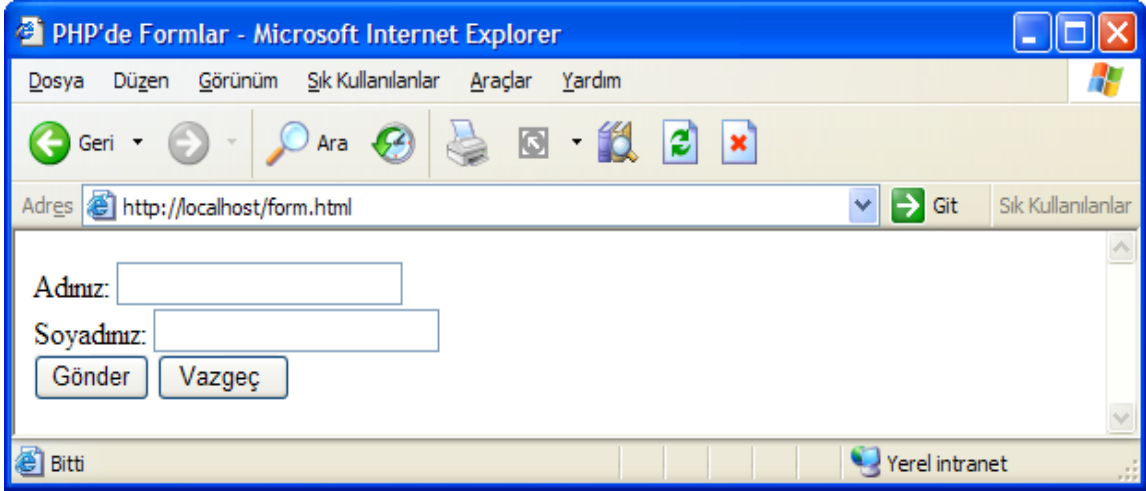 PHP'de Formlar - Microsoft Internet Explorer
Dosya Düzen Görünüm Sık Kullanılanlar Araçlar Yardım
Geri Ara
Adres http://localhost/form.html Git Sık Kullanılanlar
Adınız:
Soyadınız:
Gönder Vazgeç
Bitti Yerel intranet